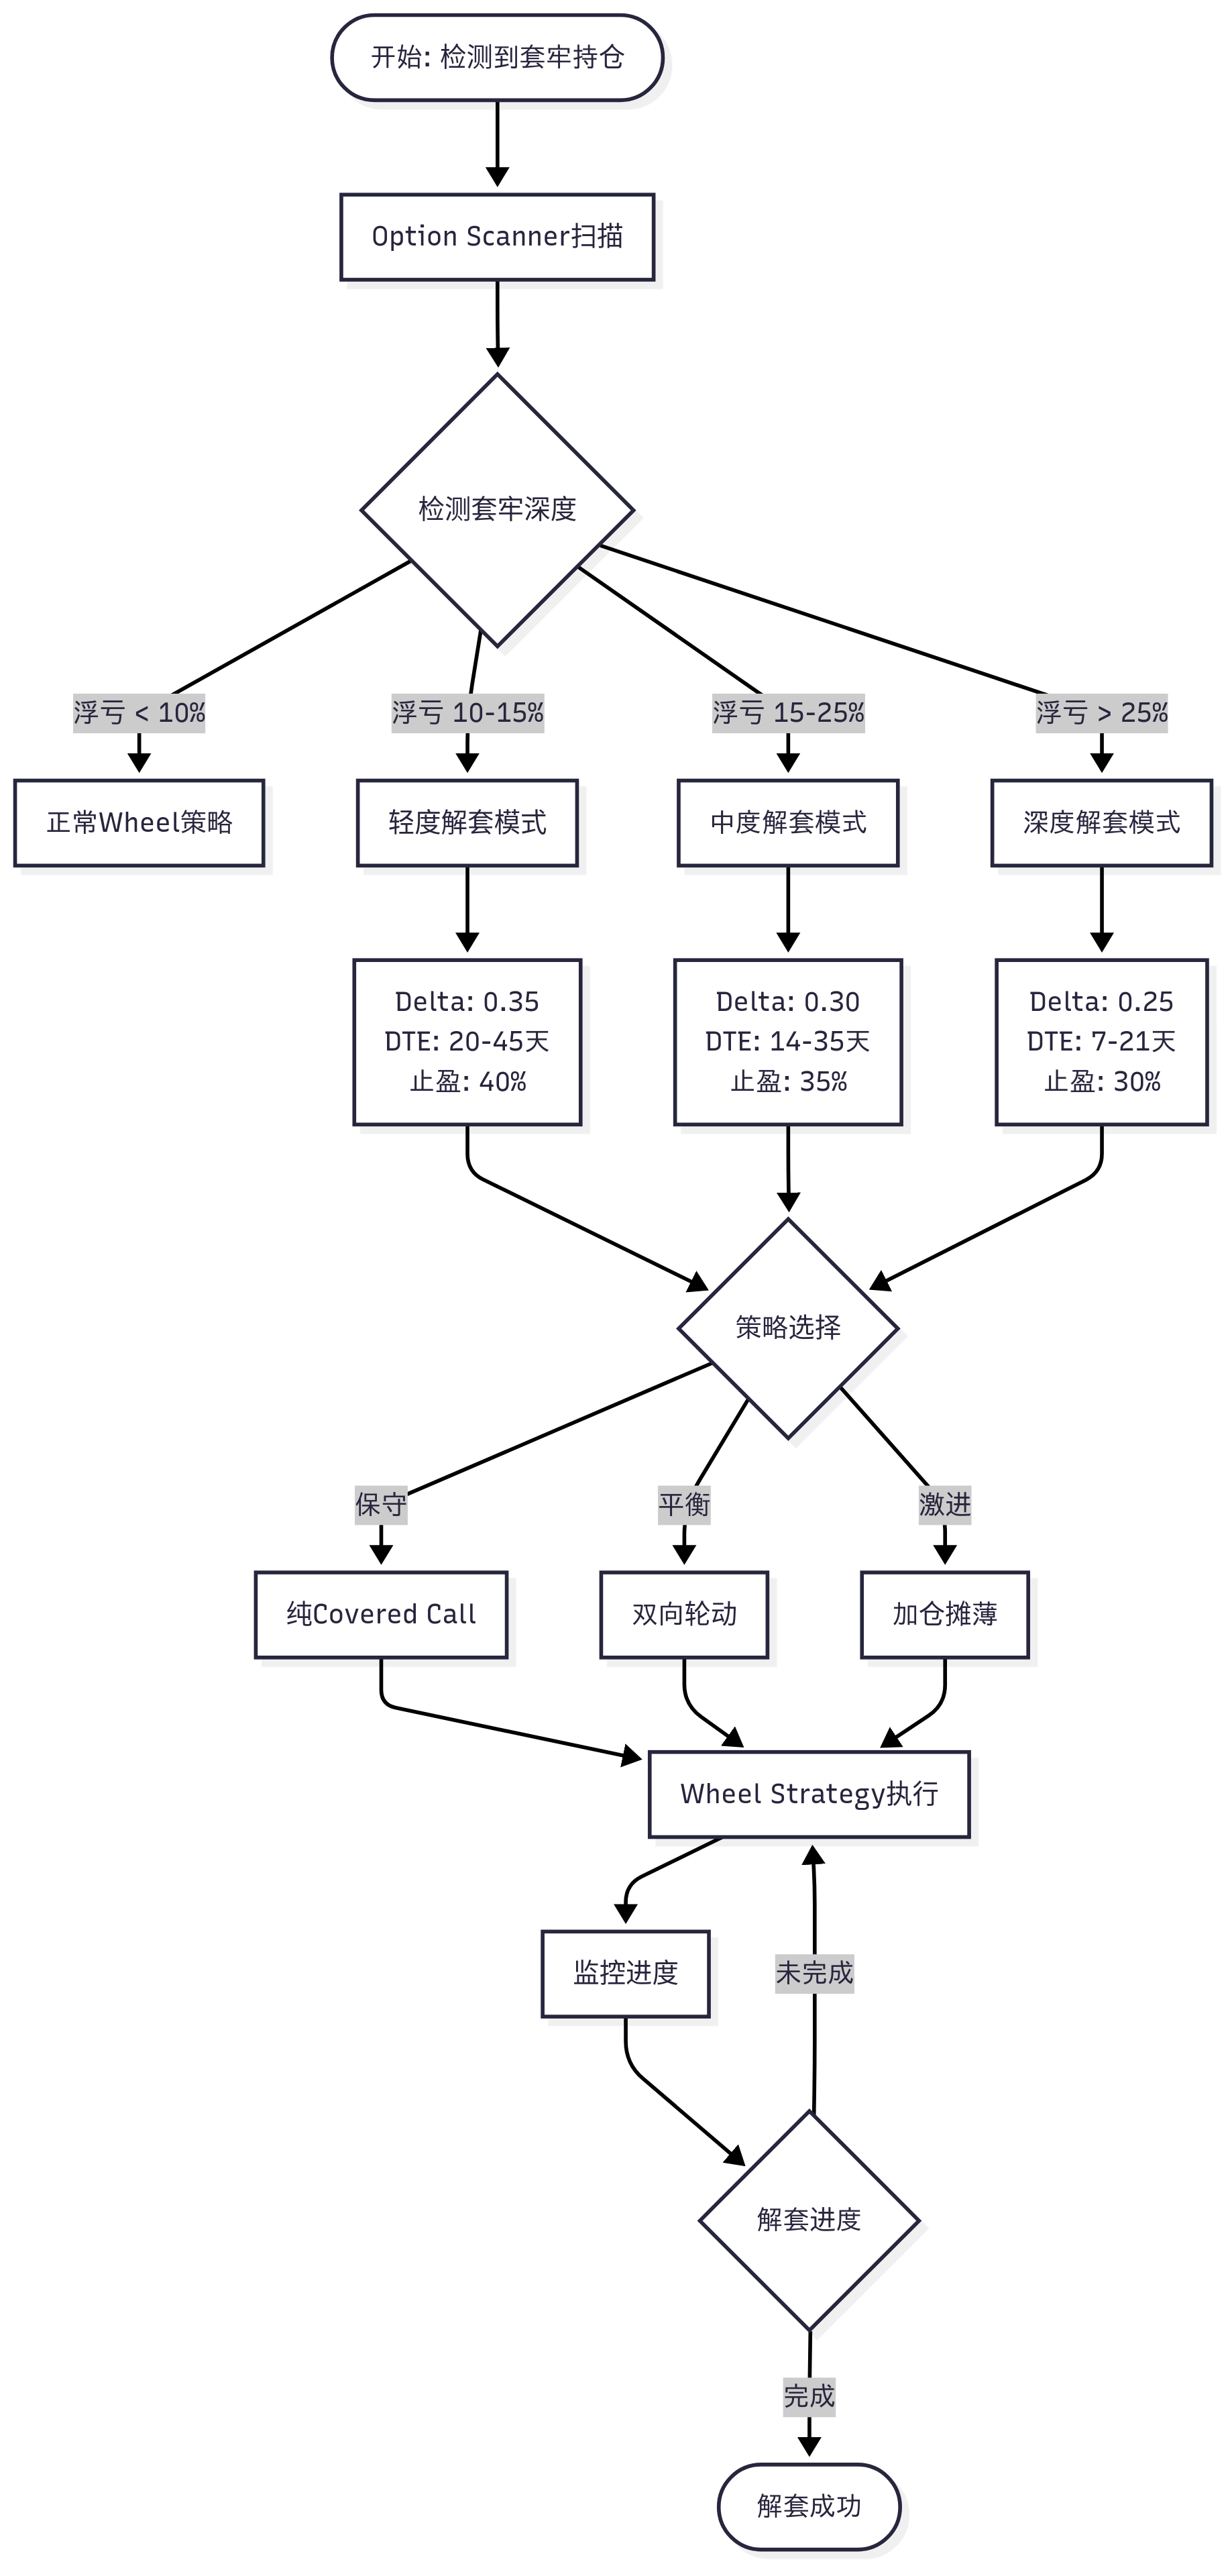 开始: 检测到套牢持仓
Option Scanner扫描
检测套牢深度
浮亏 < 10%
浮亏 10-15%
浮亏 15-25%
浮亏 > 25%
正常Wheel策略
轻度解套模式
中度解套模式
深度解套模式
Delta: 0.35
DTE: 20-45天
止盈: 40%
Delta: 0.30
DTE: 14-35天
止盈: 35%
Delta: 0.25
DTE: 7-21天
止盈: 30%
策略选择
保守
平衡
激进
纯Covered Call
双向轮动
加仓摊薄
Wheel Strategy执行
监控进度
未完成
解套进度
完成
解套成功